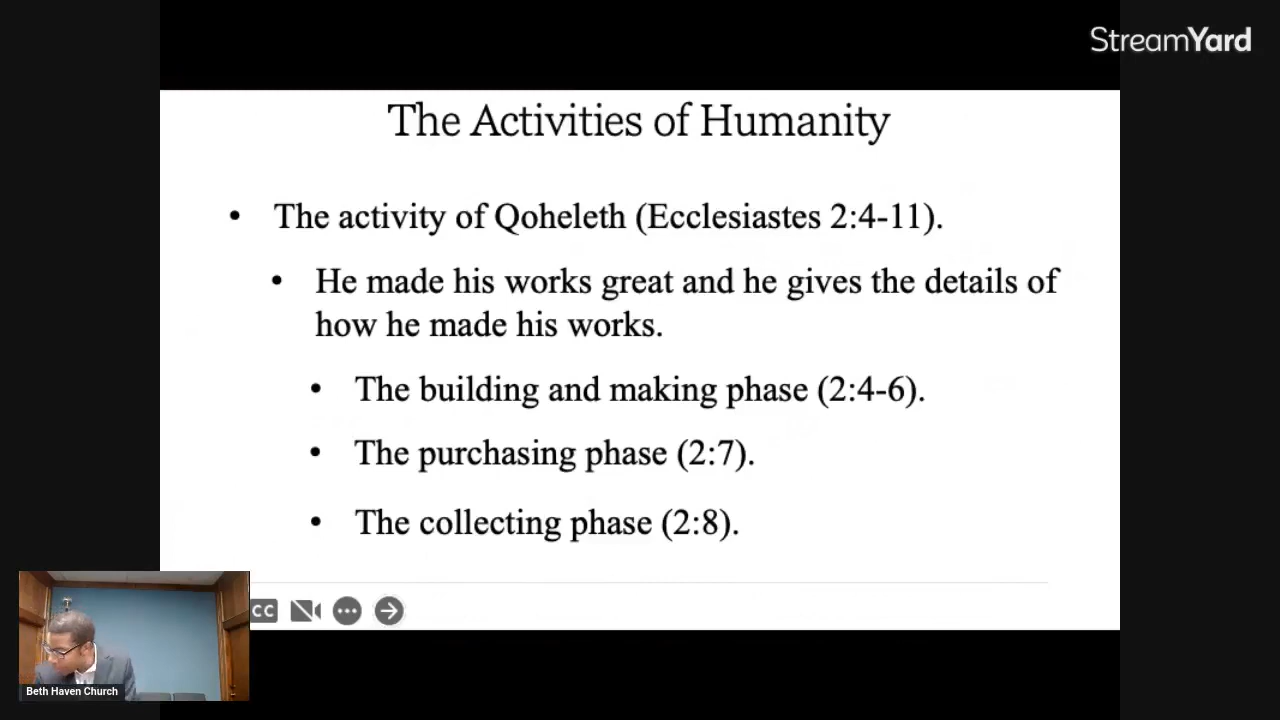 StreamYard
The Activities of Humanity
• The activity of Qoheleth (Ecclesiastes 2:4-11).
• He made his works great and he gives the details of
how he made his works.
• The building and making phase (2:4-6).
• The purchasing phase (2:7).
• The collecting phase (2:8).
CC
Beth Haven Church